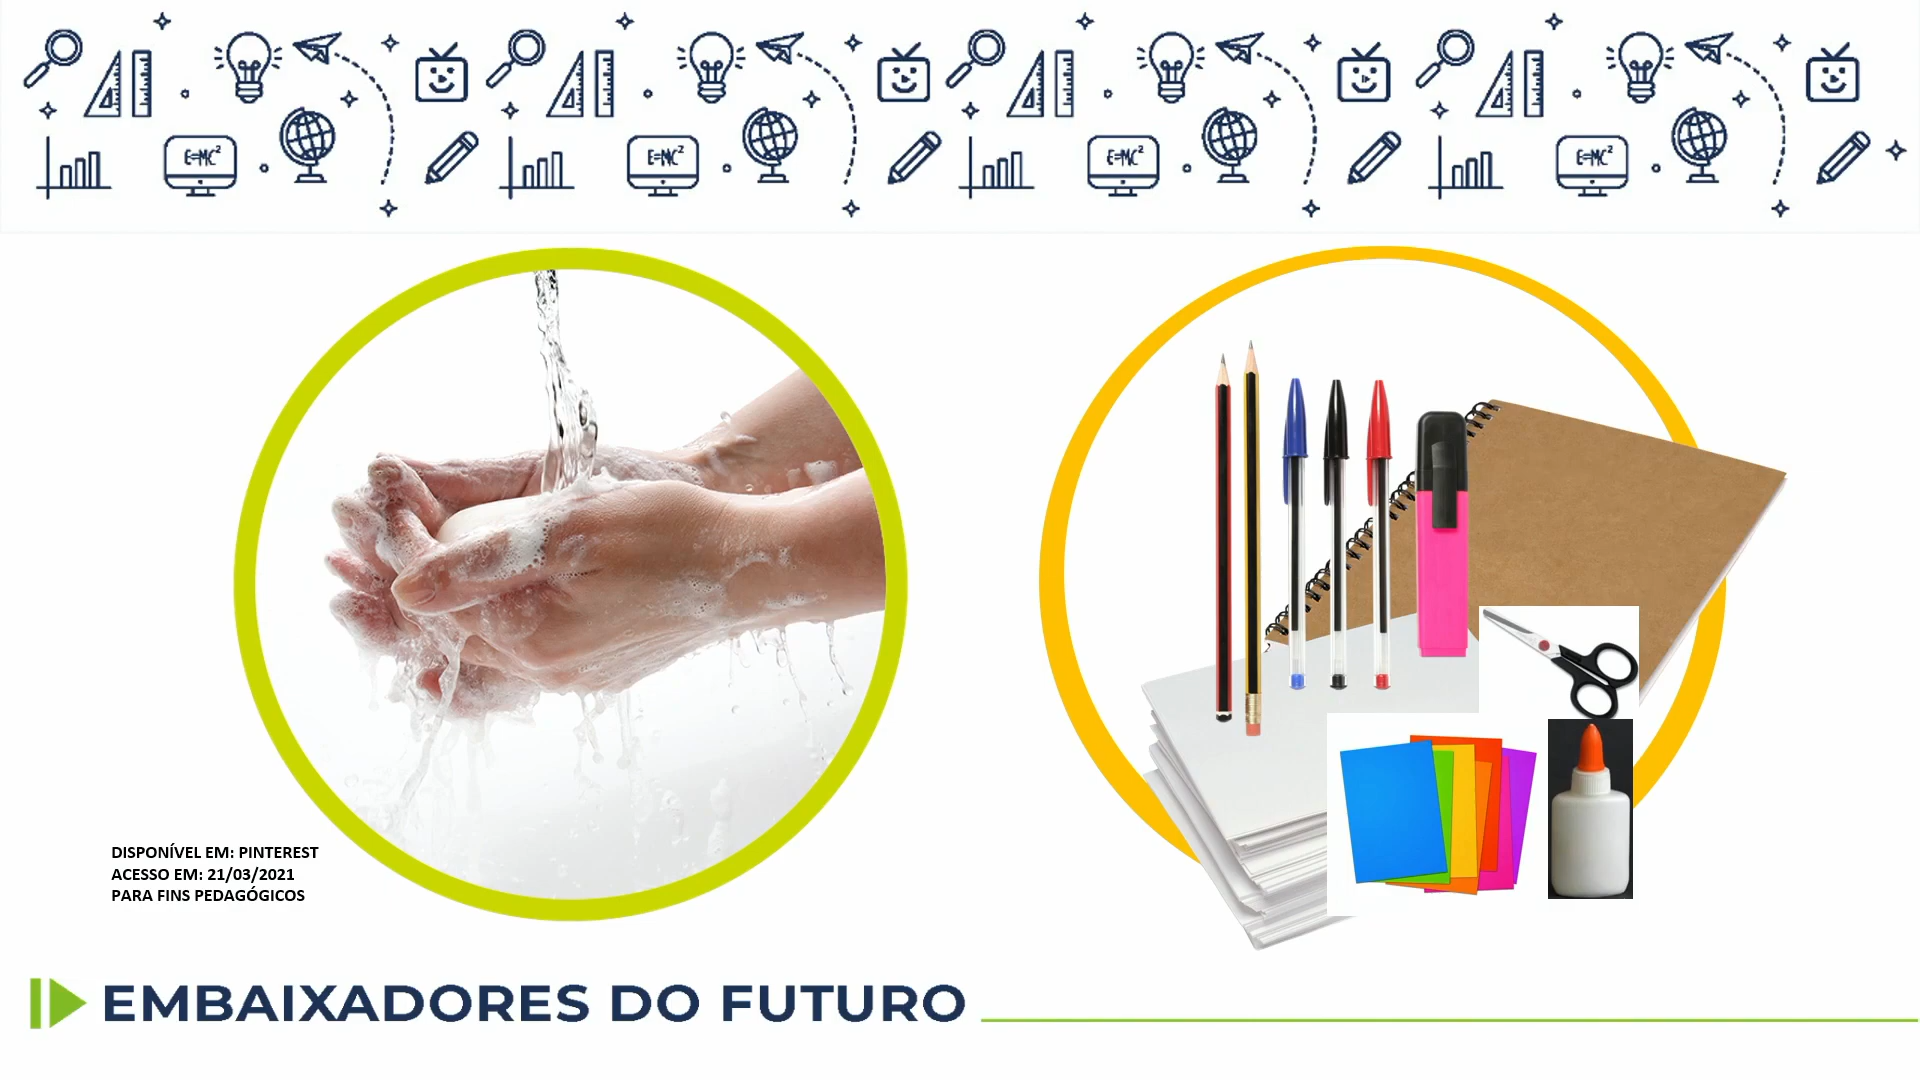 E=MC²
E=MC²
E=MC²
E=MC²
DISPONÍVEL EM: PINTEREST
ACESSO EM: 21/03/2021
PARA FINS PEDAGÓGICOS
EMBAIXADORES DO FUTURO